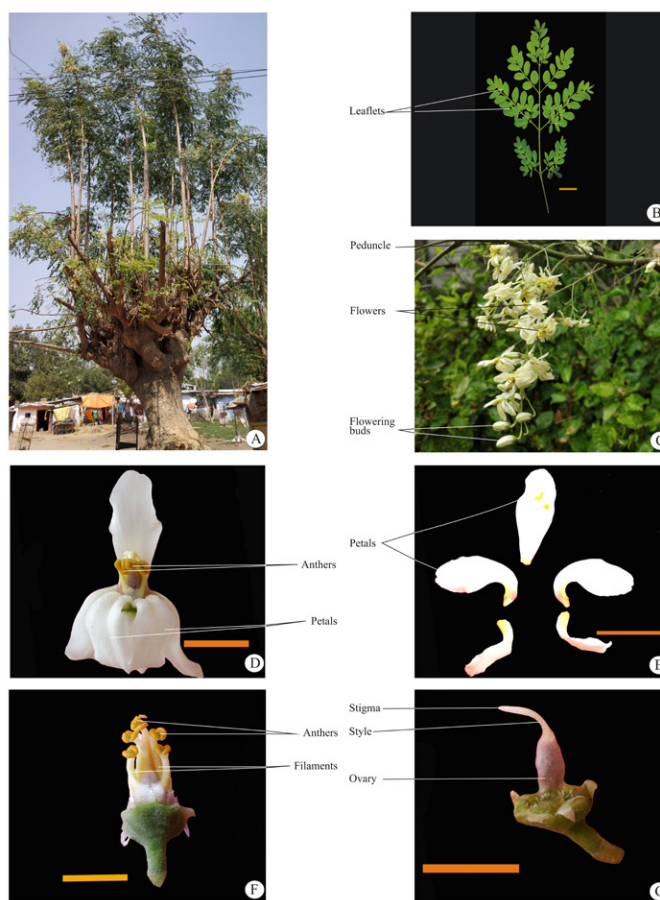 Leaflets
B
Peduncle
Flowers
Flowering
buds
A
C
Petals
Anthers
Petals
D
E
Stigma
Anthers
Style
Filaments
Ovary
F
G